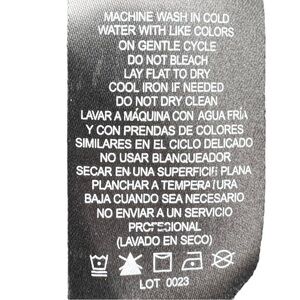 MACHINE WASH IN COLD
WATER WITH LIKE COLORS
ON GENTLE CYCLE
DO NOT BLEACH
LAY FLAT TO DRY
COOL IRON IF NEEDED
DO NOT DRY CLEAN
LAVAR A MÁQUINA CON AGUA FRÍA
Y CON PRENDAS DE COLORES
SIMILARES EN EL CICLO DELICADO
NO USAR BLANQUEADOR
SECAR EN UNA SUPERFICIE PLANA
PLANCHAR A TEMPERATURA
BAJA CUANDO SEA NECESARIO
NO ENVIAR A UN SERVICIO
PROFESIONAL
(LAVADO EN SECO)
LOT 0023